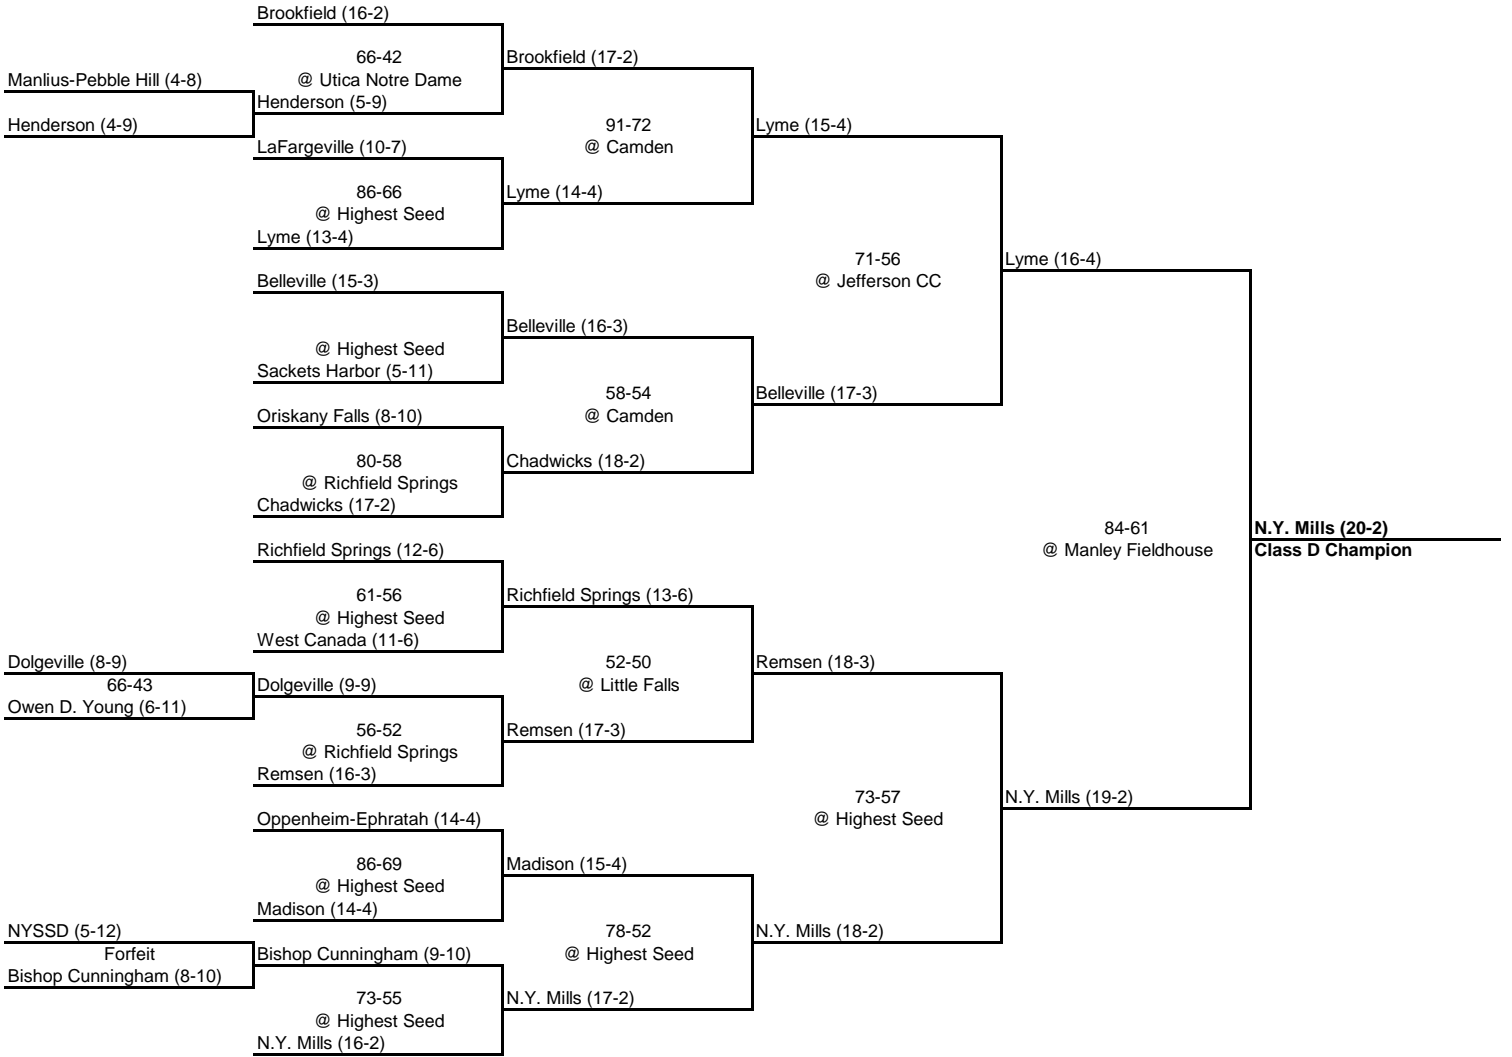 Brookfield (16-2)
66-42
@ Utica Notre Dame
Brookfield (17-2)
Manlius-Pebble Hill (4-8)
Henderson (5-9)
Henderson (4-9)
91-72
@ Camden
Lyme (15-4)
LaFargeville (10-7)
86-66
@ Highest Seed
Lyme (14-4)
Lyme (13-4)
71-56
@ Jefferson CC
Lyme (16-4)
Belleville (15-3)
@ Highest Seed
Belleville (16-3)
Sackets Harbor (5-11)
58-54
@ Camden
Belleville (17-3)
Oriskany Falls (8-10)
80-58
@ Richfield Springs
Chadwicks (18-2)
Chadwicks (17-2)
84-61
@ Manley Fieldhouse
N.Y. Mills (20-2)
Class D Champion
Richfield Springs (12-6)
61-56
@ Highest Seed
Richfield Springs (13-6)
West Canada (11-6)
Dolgeville (8-9)
66-43
Owen D. Young (6-11)
Dolgeville (9-9)
52-50
@ Little Falls
Remsen (18-3)
56-52
@ Richfield Springs
Remsen (17-3)
Remsen (16-3)
73-57
@ Highest Seed
N.Y. Mills (19-2)
Oppenheim-Ephratah (14-4)
86-69
@ Highest Seed
Madison (15-4)
Madison (14-4)
NYSSD (5-12)
Forfeit
Bishop Cunningham (8-10)
Bishop Cunningham (9-10)
78-52
@ Highest Seed
N.Y. Mills (18-2)
73-55
@ Highest Seed
N.Y. Mills (17-2)
N.Y. Mills (16-2)